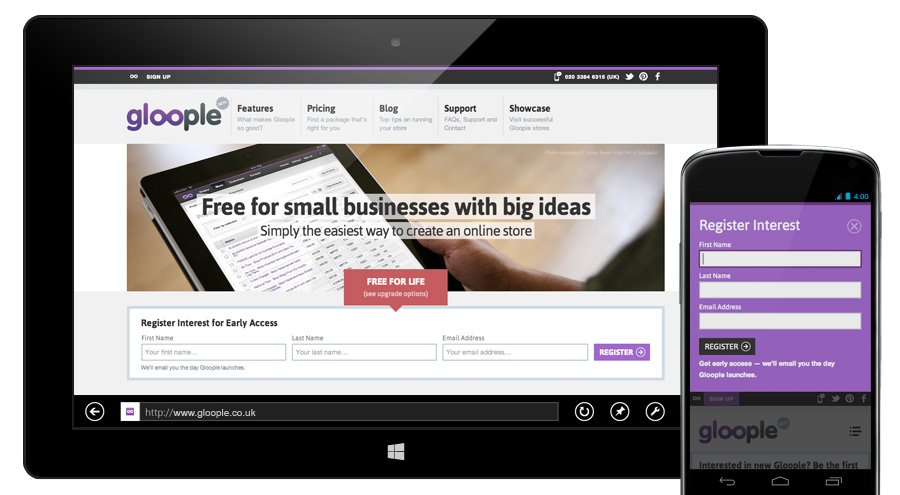 SIGN UP
020 3384 6315 (UK)
gloople
BETA
Features
What makes Gloople
so good?
Pricing
Find a package that's
right for you
Blog
Top tips on running
your store
Support
FAQs, Support and
Contact
Showcase
Visit successful
Gloople stores
Free for small businesses with big ideas
Simply the easiest way to create an online store
FREE FOR LIFE
(see upgrade options)
Register Interest for Early Access
First Name
Last Name
Email Address
Your first name...
Your last name...
Your email address...
REGISTER
We'll email you the day Gloople launches.
http://www.gloople.co.uk
4:00
Register Interest
First Name
Last Name
Email Address
REGISTER
Get early access — we'll email you the day
Gloople launches.
SIGN UP
gloople
Interested in new Gloople? Be the first